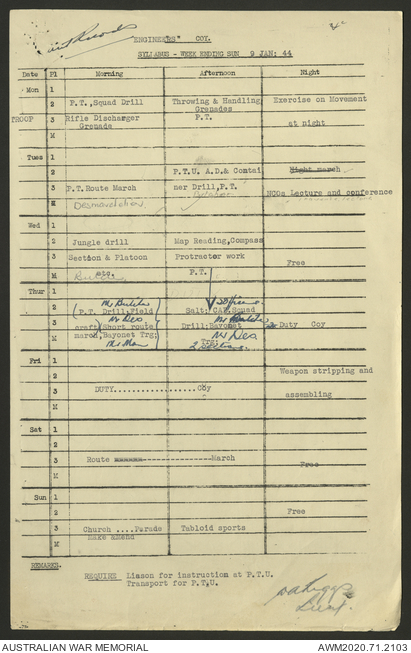 "ENGINEERS" COY.
SYLLABUS - WEEK ENDING SUN 9 JAN: 44
Date Pl Morning Afternoon Night
Mon 1
2 P.T.,Squad Drill Throwing & Handling Exercise on Movement
Grenades
TROOP 3 Rifle Discharger P.T. at night
Grenade
M
Tues 1
2 P.T.U. A.D.& Contai Night march
3 P.T.Route March ner Drill,P.T. NCOs Lecture and conference
M Demonstration
Wed 1
2 Jungle drill Map Reading,Compass
3 Section & Platoon Protractor work Free
M etc. P.T.
Thur 1
2 (P.T. Drill:Field Salt: CAB.Squad
3 craft Short route Drill:Bayonet Duty Coy
M march,Bayonet Trg: Trg:
Fri 1 Weapon stripping and
2
3 DUTY....................Coy assembling
M
Sat 1
2
3 Route --------------------March Free
M
Sun 1
2 Free
3 Church ....Parade Tabloid sports
M Make amend
REMARKS.
REQUIRE Liason for instruction at P.T.U.
Transport for P.T.U.
Lieut.
AUSTRALIAN WAR MEMORIAL AWM2020.71.2103